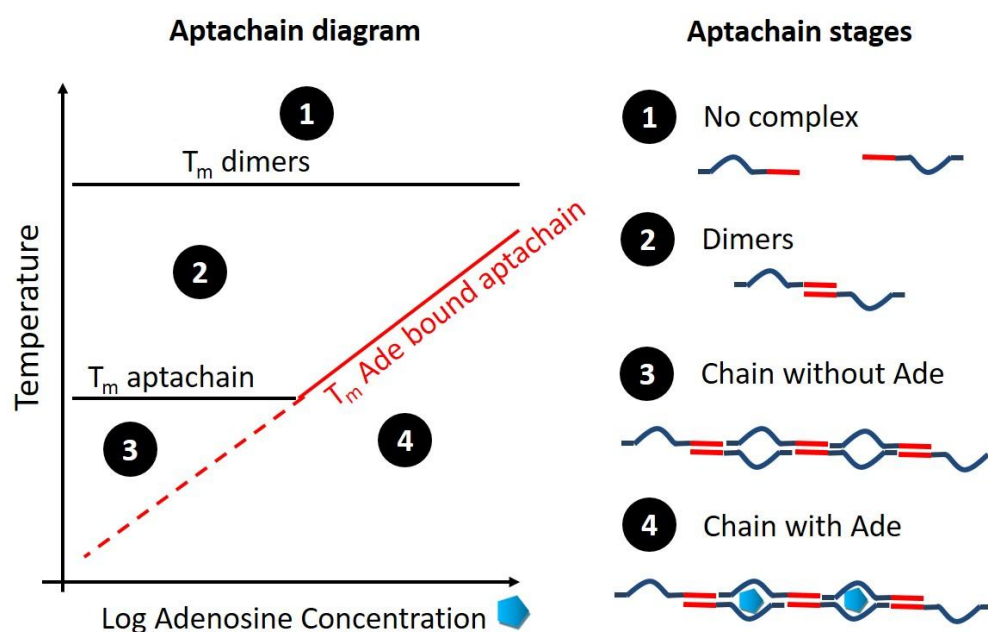 Aptachain diagram
Temperature
1
T_m dimers
2
T_m aptachain
T_m Ade bound aptachain
3
4
Log Adenosine Concentration
Aptachain stages
1 No complex
2 Dimers
3 Chain without Ade
4 Chain with Ade